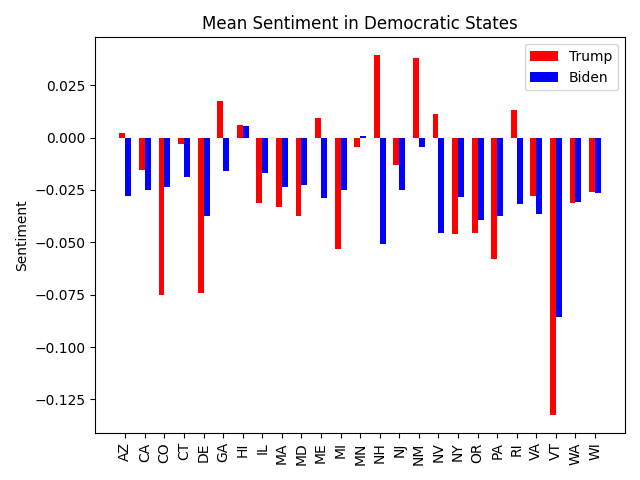 Mean Sentiment in Democratic States
Trump
Biden
Sentiment
0.025
0.000
−0.025
−0.050
−0.075
−0.100
−0.125
AZ CA CO CT DE GA HI IL MA MD ME MI MN NH NJ NM NV NY OR PA RI VA VT WA WI